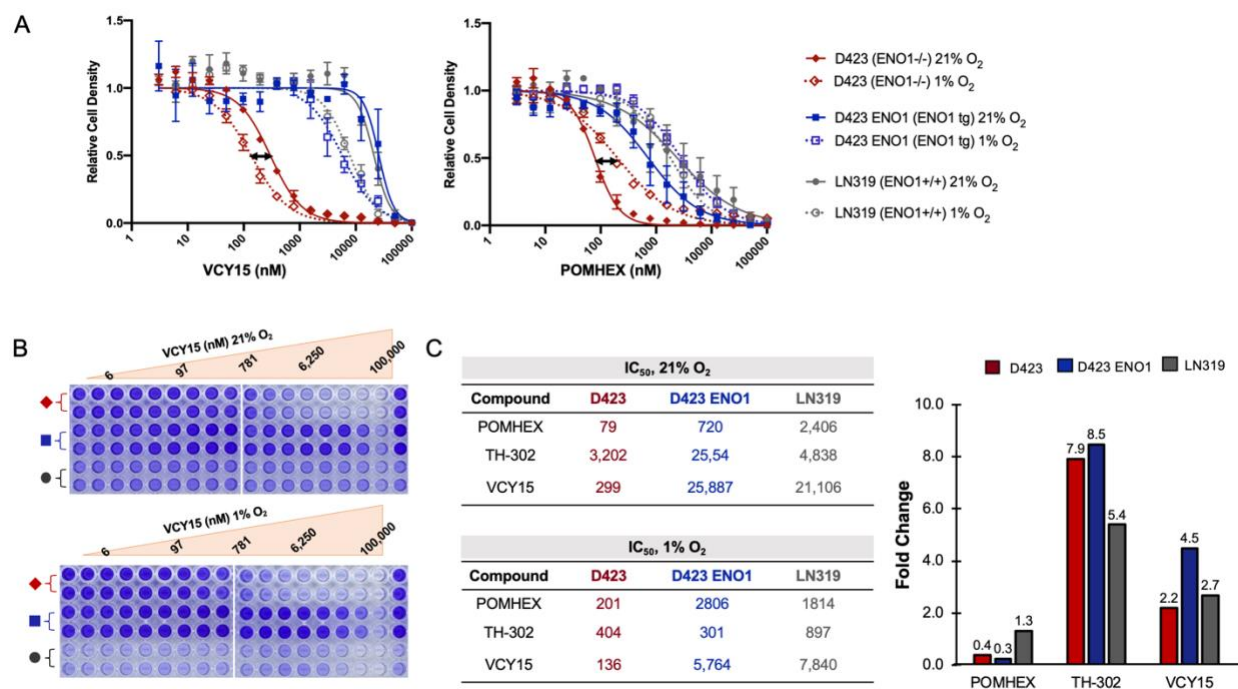 A
1.5
1.0
0.5
0.0
Relative Cell Density
1
10
100
1000
10000
100000
VCY15 (nM)
1.5
1.0
0.5
0.0
Relative Cell Density
1
10
100
1000
10000
100000
POMHEX (nM)
D423 (ENO1-/-) 21% O₂
D423 (ENO1-/-) 1% O₂
D423 ENO1 (ENO1 tg) 21% O₂
D423 ENO1 (ENO1 tg) 1% O₂
LN319 (ENO1+/+) 21% O₂
LN319 (ENO1+/+) 1% O₂
B
VCY15 (nM) 21% O₂
6 97 781 6,250 100,000
VCY15 (nM) 1% O₂
6 97 781 6,250 100,000
C
IC₅₀, 21% O₂
Compound D423 D423 ENO1 LN319
POMHEX 79 720 2,406
TH-302 3,202 25,54 4,838
VCY15 299 25,887 21,106
IC₅₀, 1% O₂
Compound D423 D423 ENO1 LN319
POMHEX 201 2806 1814
TH-302 404 301 897
VCY15 136 5,764 7,840
D423 D423 ENO1 LN319
Fold Change
10.0
8.0
6.0
4.0
2.0
0.0
0.4 0.3 1.3
7.9 8.5 5.4
2.2 4.5 2.7
POMHEX TH-302 VCY15